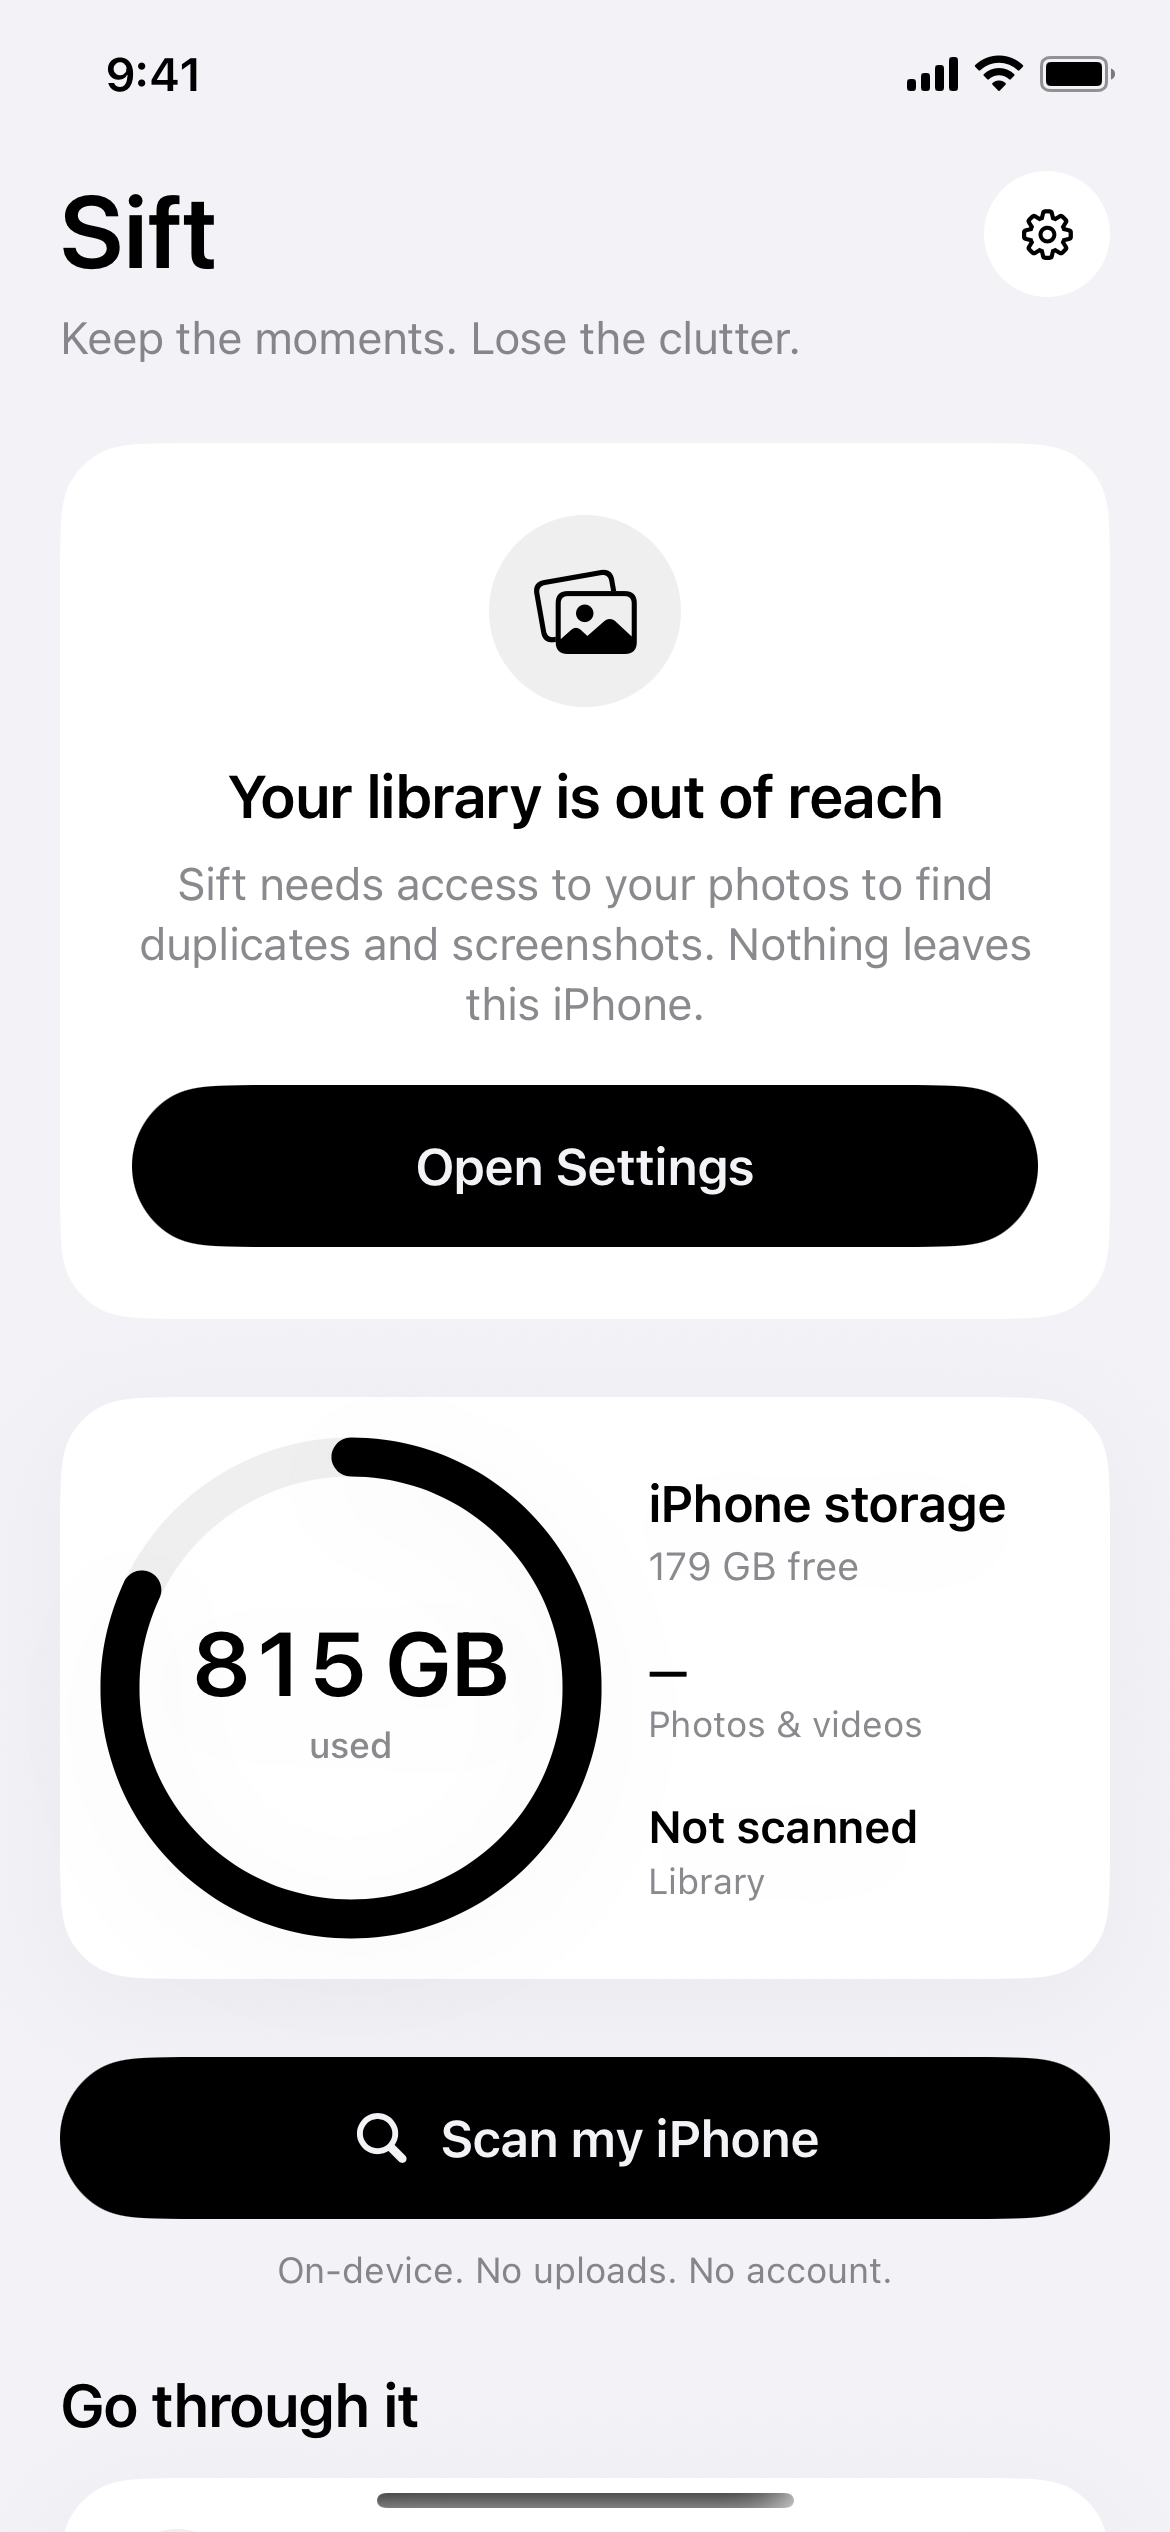 9:41
Sift
Keep the moments. Lose the clutter.
Your library is out of reach
Sift needs access to your photos to find
duplicates and screenshots. Nothing leaves
this iPhone.
Open Settings
815 GB
used
iPhone storage
179 GB free
–
Photos & videos
Not scanned
Library
Scan my iPhone
On-device. No uploads. No account.
Go through it